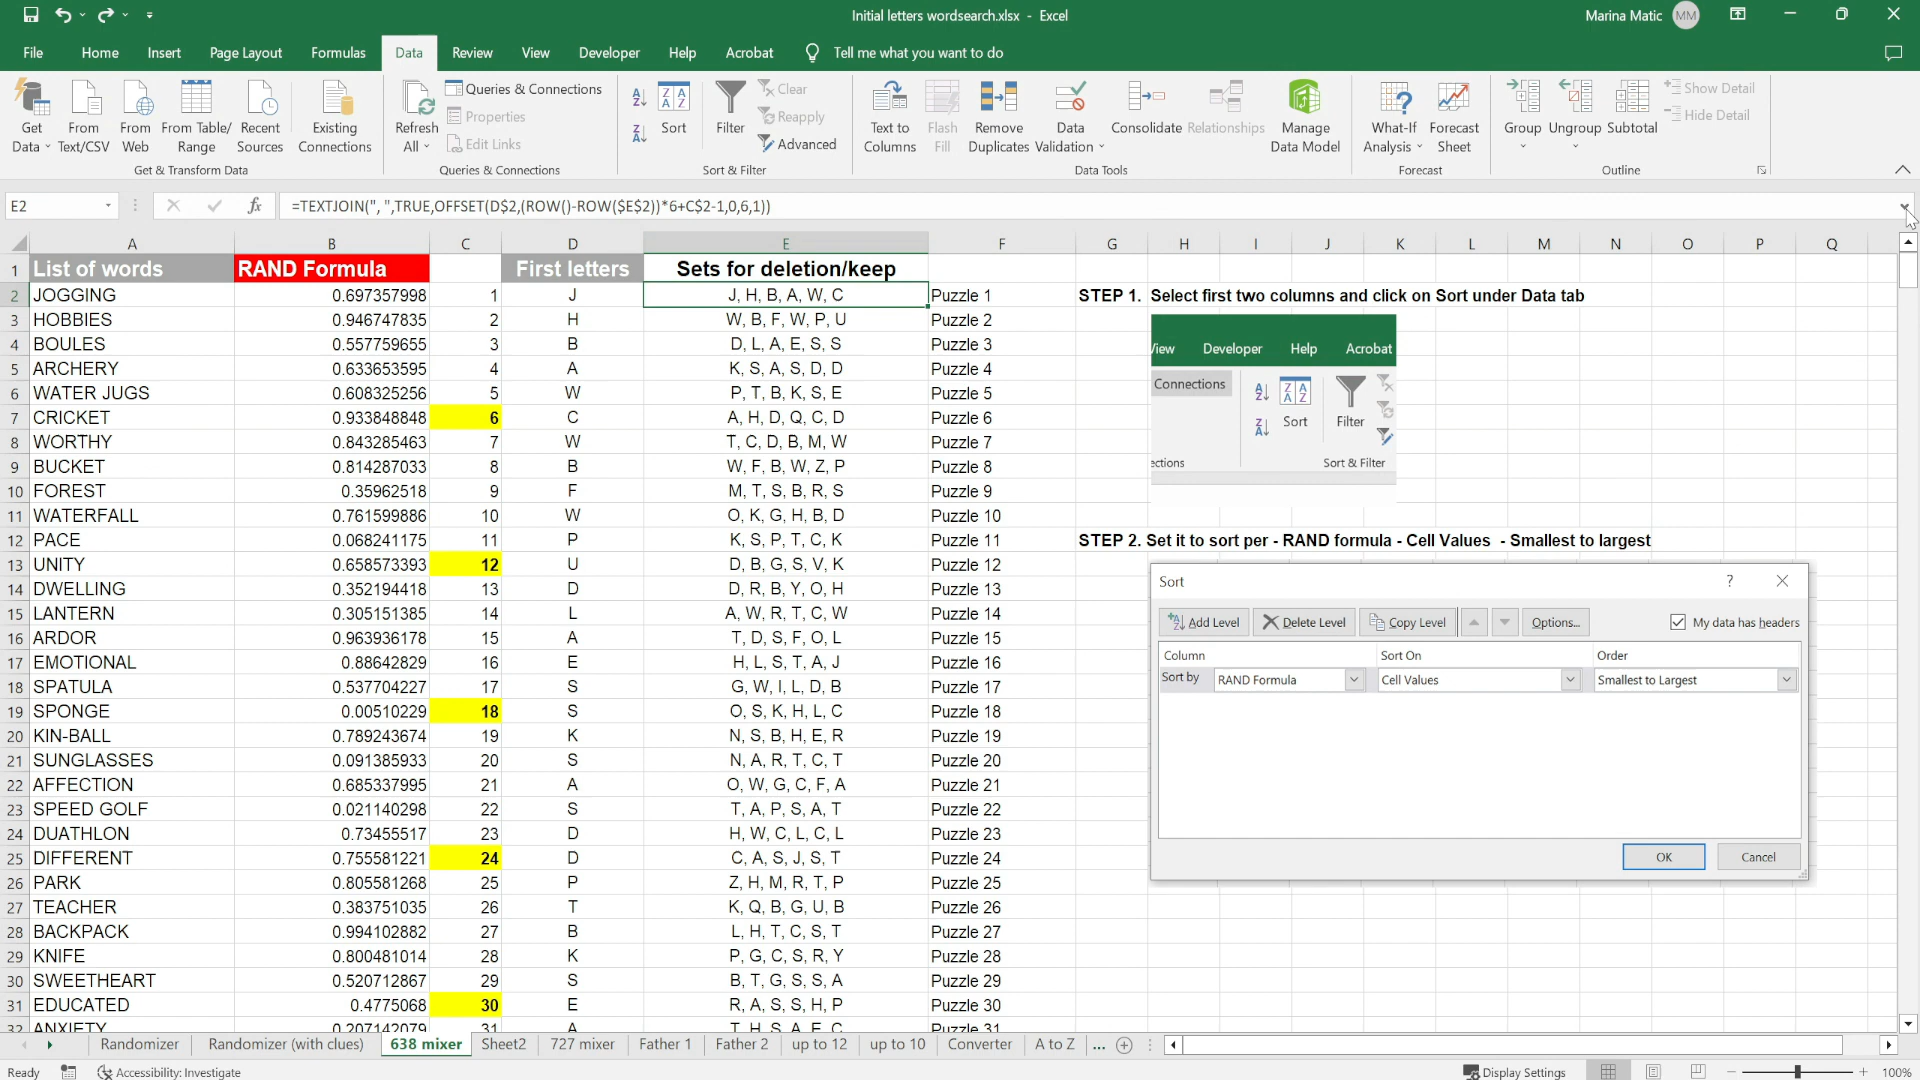 Initial letters wordsearch.xlsx - Excel
Marina Matic MM
File Home Insert Page Layout Formulas Data Review View Developer Help Acrobat Tell me what you want to do
Get Data
From Text/CSV
From Web
From Table/ Range
Recent Sources
Existing Connections
Get & Transform Data
Refresh All
Queries & Connections
Properties
Edit Links
Queries & Connections
Sort
Filter
Clear
Reapply
Advanced
Sort & Filter
Text to Columns
Flash Fill
Remove Duplicates
Data Validation
Consolidate
Relationships
Manage Data Model
Data Tools
What-If Analysis
Forecast Sheet
Forecast
Group
Ungroup
Subtotal
Show Detail
Hide Detail
Outline
E2 fx =TEXTJOIN(", ",TRUE,OFFSET(D$2,(ROW()-ROW($E$2))*6+C$2-1,0,6,1))
A B C D E F G H I J K L M N O P Q
1 List of words RAND Formula First letters Sets for deletion/keep
2 JOGGING 0.697357998 1 J J, H, B, A, W, C Puzzle 1
3 HOBBIES 0.946747835 2 H W, B, F, W, P, U Puzzle 2
4 BOULES 0.557759655 3 B D, L, A, E, S, S Puzzle 3
5 ARCHERY 0.633653595 4 A K, S, A, S, D, D Puzzle 4
6 WATER JUGS 0.608325256 5 W P, T, B, K, S, E Puzzle 5
7 CRICKET 0.933848848 6 C A, H, D, Q, C, D Puzzle 6
8 WORTHY 0.843285463 7 W T, C, D, B, M, W Puzzle 7
9 BUCKET 0.814287033 8 B W, F, B, W, Z, P Puzzle 8
10 FOREST 0.35962518 9 F M, T, S, B, R, S Puzzle 9
11 WATERFALL 0.761599886 10 W O, K, G, H, B, D Puzzle 10
12 PACE 0.068241175 11 P K, S, P, T, C, K Puzzle 11
13 UNITY 0.658573393 12 U D, B, G, S, V, K Puzzle 12
14 DWELLING 0.352194418 13 D D, R, B, Y, O, H Puzzle 13
15 LANTERN 0.305151385 14 L A, W, R, T, C, W Puzzle 14
16 ARDOR 0.963936178 15 A T, D, S, F, O, L Puzzle 15
17 EMOTIONAL 0.88642829 16 E H, L, S, T, A, J Puzzle 16
18 SPATULA 0.537704227 17 S G, W, I, L, D, B Puzzle 17
19 SPONGE 0.00510229 18 S O, S, K, H, L, C Puzzle 18
20 KIN-BALL 0.789243674 19 K N, S, B, H, E, R Puzzle 19
21 SUNGLASSES 0.091385933 20 S N, A, R, T, C, T Puzzle 20
22 AFFECTION 0.685337995 21 A O, W, G, C, F, A Puzzle 21
23 SPEED GOLF 0.021140298 22 S T, A, P, S, A, T Puzzle 22
24 DUATHLON 0.73455517 23 D H, W, C, L, C, L Puzzle 23
25 DIFFERENT 0.755581221 24 D C, A, S, J, S, T Puzzle 24
26 PARK 0.805581268 25 P Z, H, M, R, T, P Puzzle 25
27 TEACHER 0.383751035 26 T K, Q, B, G, U, B Puzzle 26
28 BACKPACK 0.994102882 27 B L, H, T, C, S, T Puzzle 27
29 KNIFE 0.800481014 28 K P, G, C, S, R, Y Puzzle 28
30 SWEETHEART 0.520712867 29 S B, T, G, S, S, A Puzzle 29
31 EDUCATED 0.4775068 30 E R, A, S, S, H, P Puzzle 30
32 ANXIETY 0.207142079 31 A T, H, S, A, E, C Puzzle 31
STEP 1. Select first two columns and click on Sort under Data tab
View Developer Help Acrobat
Connections
Sort
Filter
ections
Sort & Filter
STEP 2. Set it to sort per - RAND formula - Cell Values - Smallest to largest
Sort ?
Add Level Delete Level Copy Level Options... My data has headers
Column Sort On Order
Sort by RAND Formula Cell Values Smallest to Largest
OK Cancel
Randomizer Randomizer (with clues) 638 mixer Sheet2 727 mixer Father 1 Father 2 up to 12 up to 10 Converter A to Z ...
Ready Accessibility: Investigate Display Settings 100%